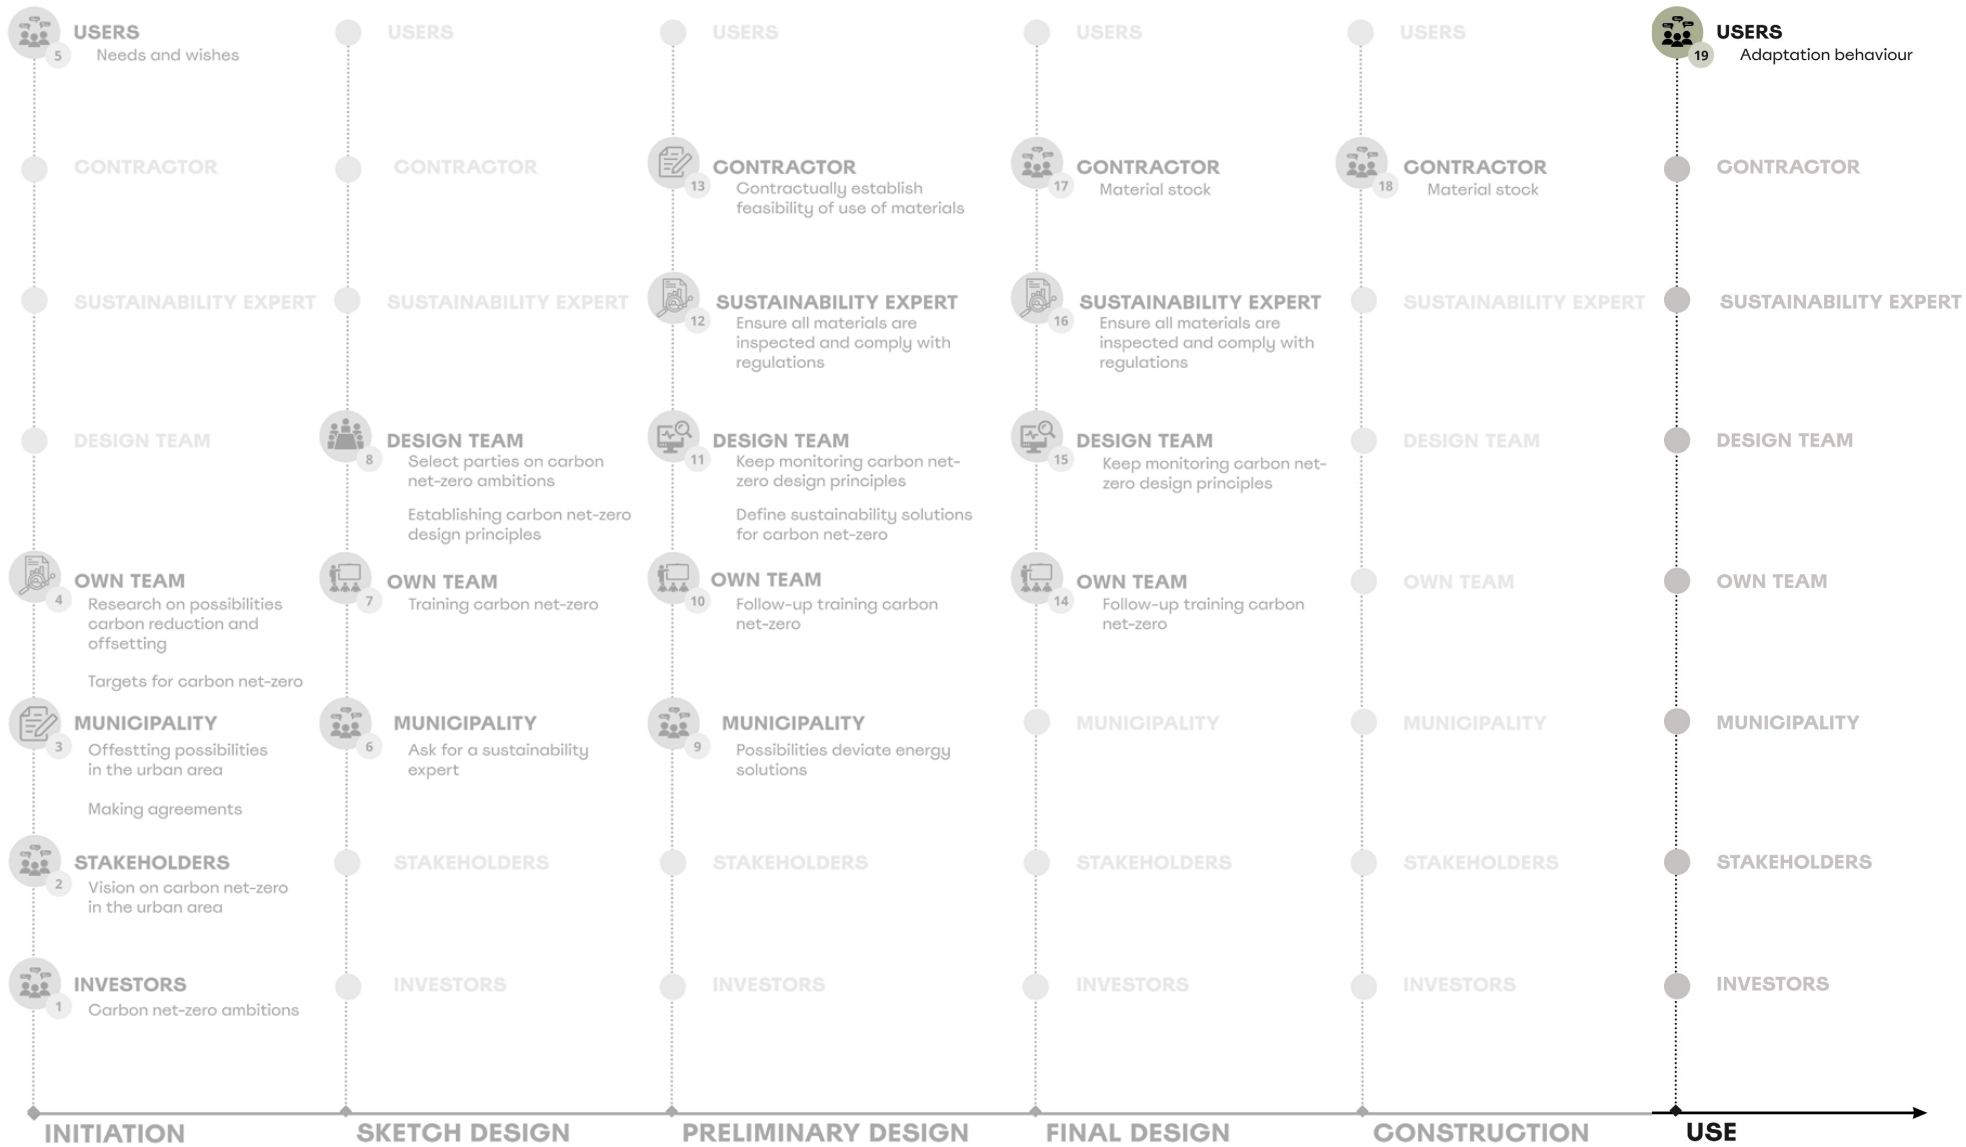 USERS
5
Needs and wishes
CONTRACTOR
SUSTAINABILITY EXPERT
DESIGN TEAM
OWN TEAM
4
Research on possibilities
carbon reduction and
offsetting
Targets for carbon net-zero
MUNICIPALITY
3
Offestting possibilities
in the urban area
Making agreements
STAKEHOLDERS
2
Vision on carbon net-zero
in the urban area
INVESTORS
1
Carbon net-zero ambitions
INITIATION
USERS
CONTRACTOR
SUSTAINABILITY EXPERT
DESIGN TEAM
8
Select parties on carbon
net-zero ambitions
Establishing carbon net-zero
design principles
OWN TEAM
7
Training carbon net-zero
MUNICIPALITY
6
Ask for a sustainability
expert
STAKEHOLDERS
INVESTORS
SKETCH DESIGN
USERS
CONTRACTOR
13
Contractually establish
feasibility of use of materials
SUSTAINABILITY EXPERT
12
Ensure all materials are
inspected and comply with
regulations
DESIGN TEAM
11
Keep monitoring carbon net-
zero design principles
Define sustainability solutions
for carbon net-zero
OWN TEAM
10
Follow-up training carbon
net-zero
MUNICIPALITY
9
Possibilities deviate energy
solutions
STAKEHOLDERS
INVESTORS
PRELIMINARY DESIGN
USERS
CONTRACTOR
17
Material stock
SUSTAINABILITY EXPERT
16
Ensure all materials are
inspected and comply with
regulations
DESIGN TEAM
15
Keep monitoring carbon net-
zero design principles
OWN TEAM
14
Follow-up training carbon
net-zero
MUNICIPALITY
STAKEHOLDERS
INVESTORS
FINAL DESIGN
USERS
CONTRACTOR
18
Material stock
SUSTAINABILITY EXPERT
DESIGN TEAM
OWN TEAM
MUNICIPALITY
STAKEHOLDERS
INVESTORS
CONSTRUCTION
USERS
19
Adaptation behaviour
CONTRACTOR
SUSTAINABILITY EXPERT
DESIGN TEAM
OWN TEAM
MUNICIPALITY
STAKEHOLDERS
INVESTORS
USE